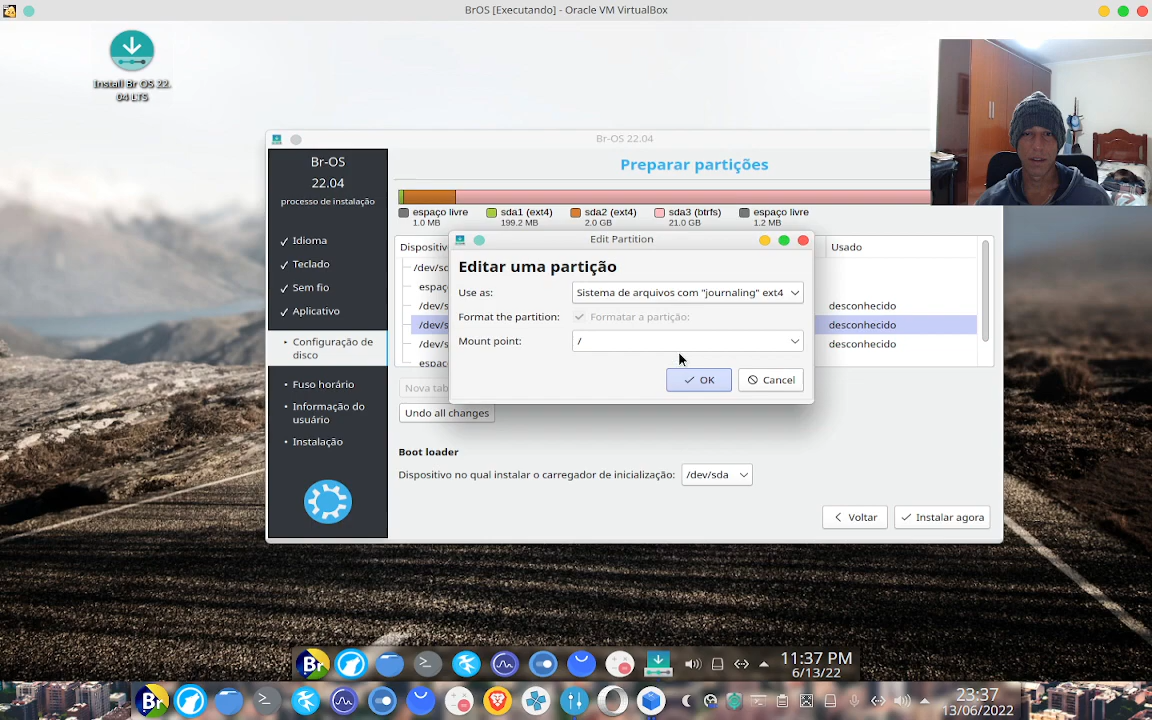 BrOS [Executando] - Oracle VM VirtualBox
Install Br OS 22.
04 LTS
Br-OS 22.04
Br-OS
22.04
processo de instalação
Idioma
Teclado
Sem fio
Aplicativo
Configuração de
disco
Fuso horário
Informação do
usuário
Instalação
Preparar partições
espaço livre
1.0 MB
sda1 (ext4)
199.2 MB
sda2 (ext4)
2.0 GB
sda3 (btrfs)
21.0 GB
espaço livre
1.2 MB
Usado
desconhecido
desconhecido
desconhecido
Edit Partition
Editar uma partição
Use as:
Sistema de arquivos com "journaling" ext4
Format the partition:
Formatar a partição:
Mount point:
/
OK
Cancel
Undo all changes
Boot loader
Dispositivo no qual instalar o carregador de inicialização:
/dev/sda
Voltar
Instalar agora
Br
11:37 PM
6/13/22
Br
23:37
13/06/2022